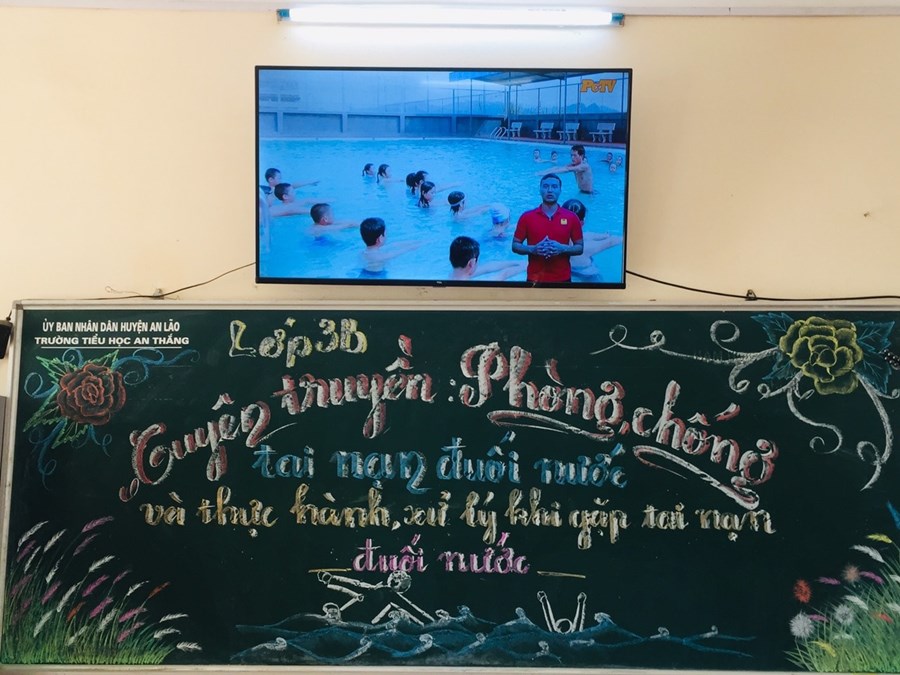 PCTV
ỦY BAN NHÂN DÂN HUYỆN AN LÃO
TRƯỜNG TIỂU HỌC AN THẮNG
Lớp 3B
Tuyên truyền: Phòng, chống
tai nạn đuối nước
và thực hành, xử lý khi gặp tai nạn
đuối nước